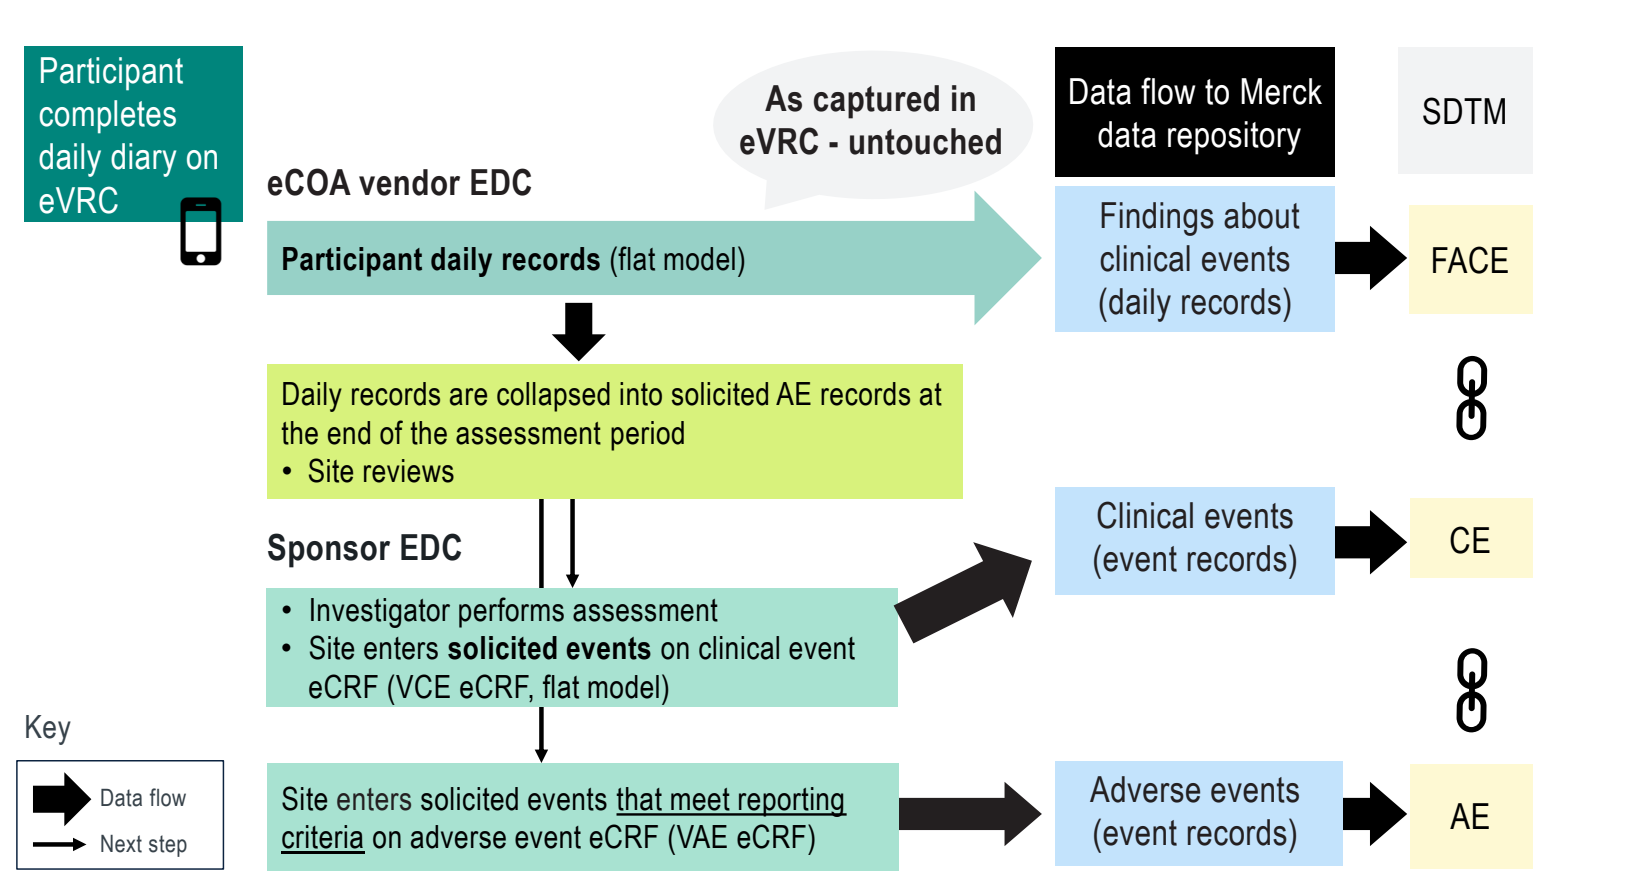 Participant
completes
daily diary on
eVRC
As captured in
eVRC - untouched
Data flow to Merck
data repository
SDTM
eCOA vendor EDC
Participant daily records (flat model)
Findings about
clinical events
(daily records)
FACE
Daily records are collapsed into solicited AE records at
the end of the assessment period
• Site reviews
Sponsor EDC
Clinical events
(event records)
CE
• Investigator performs assessment
• Site enters solicited events on clinical event
eCRF (VCE eCRF, flat model)
Key
Data flow
Next step
Site enters solicited events that meet reporting
criteria on adverse event eCRF (VAE eCRF)
Adverse events
(event records)
AE